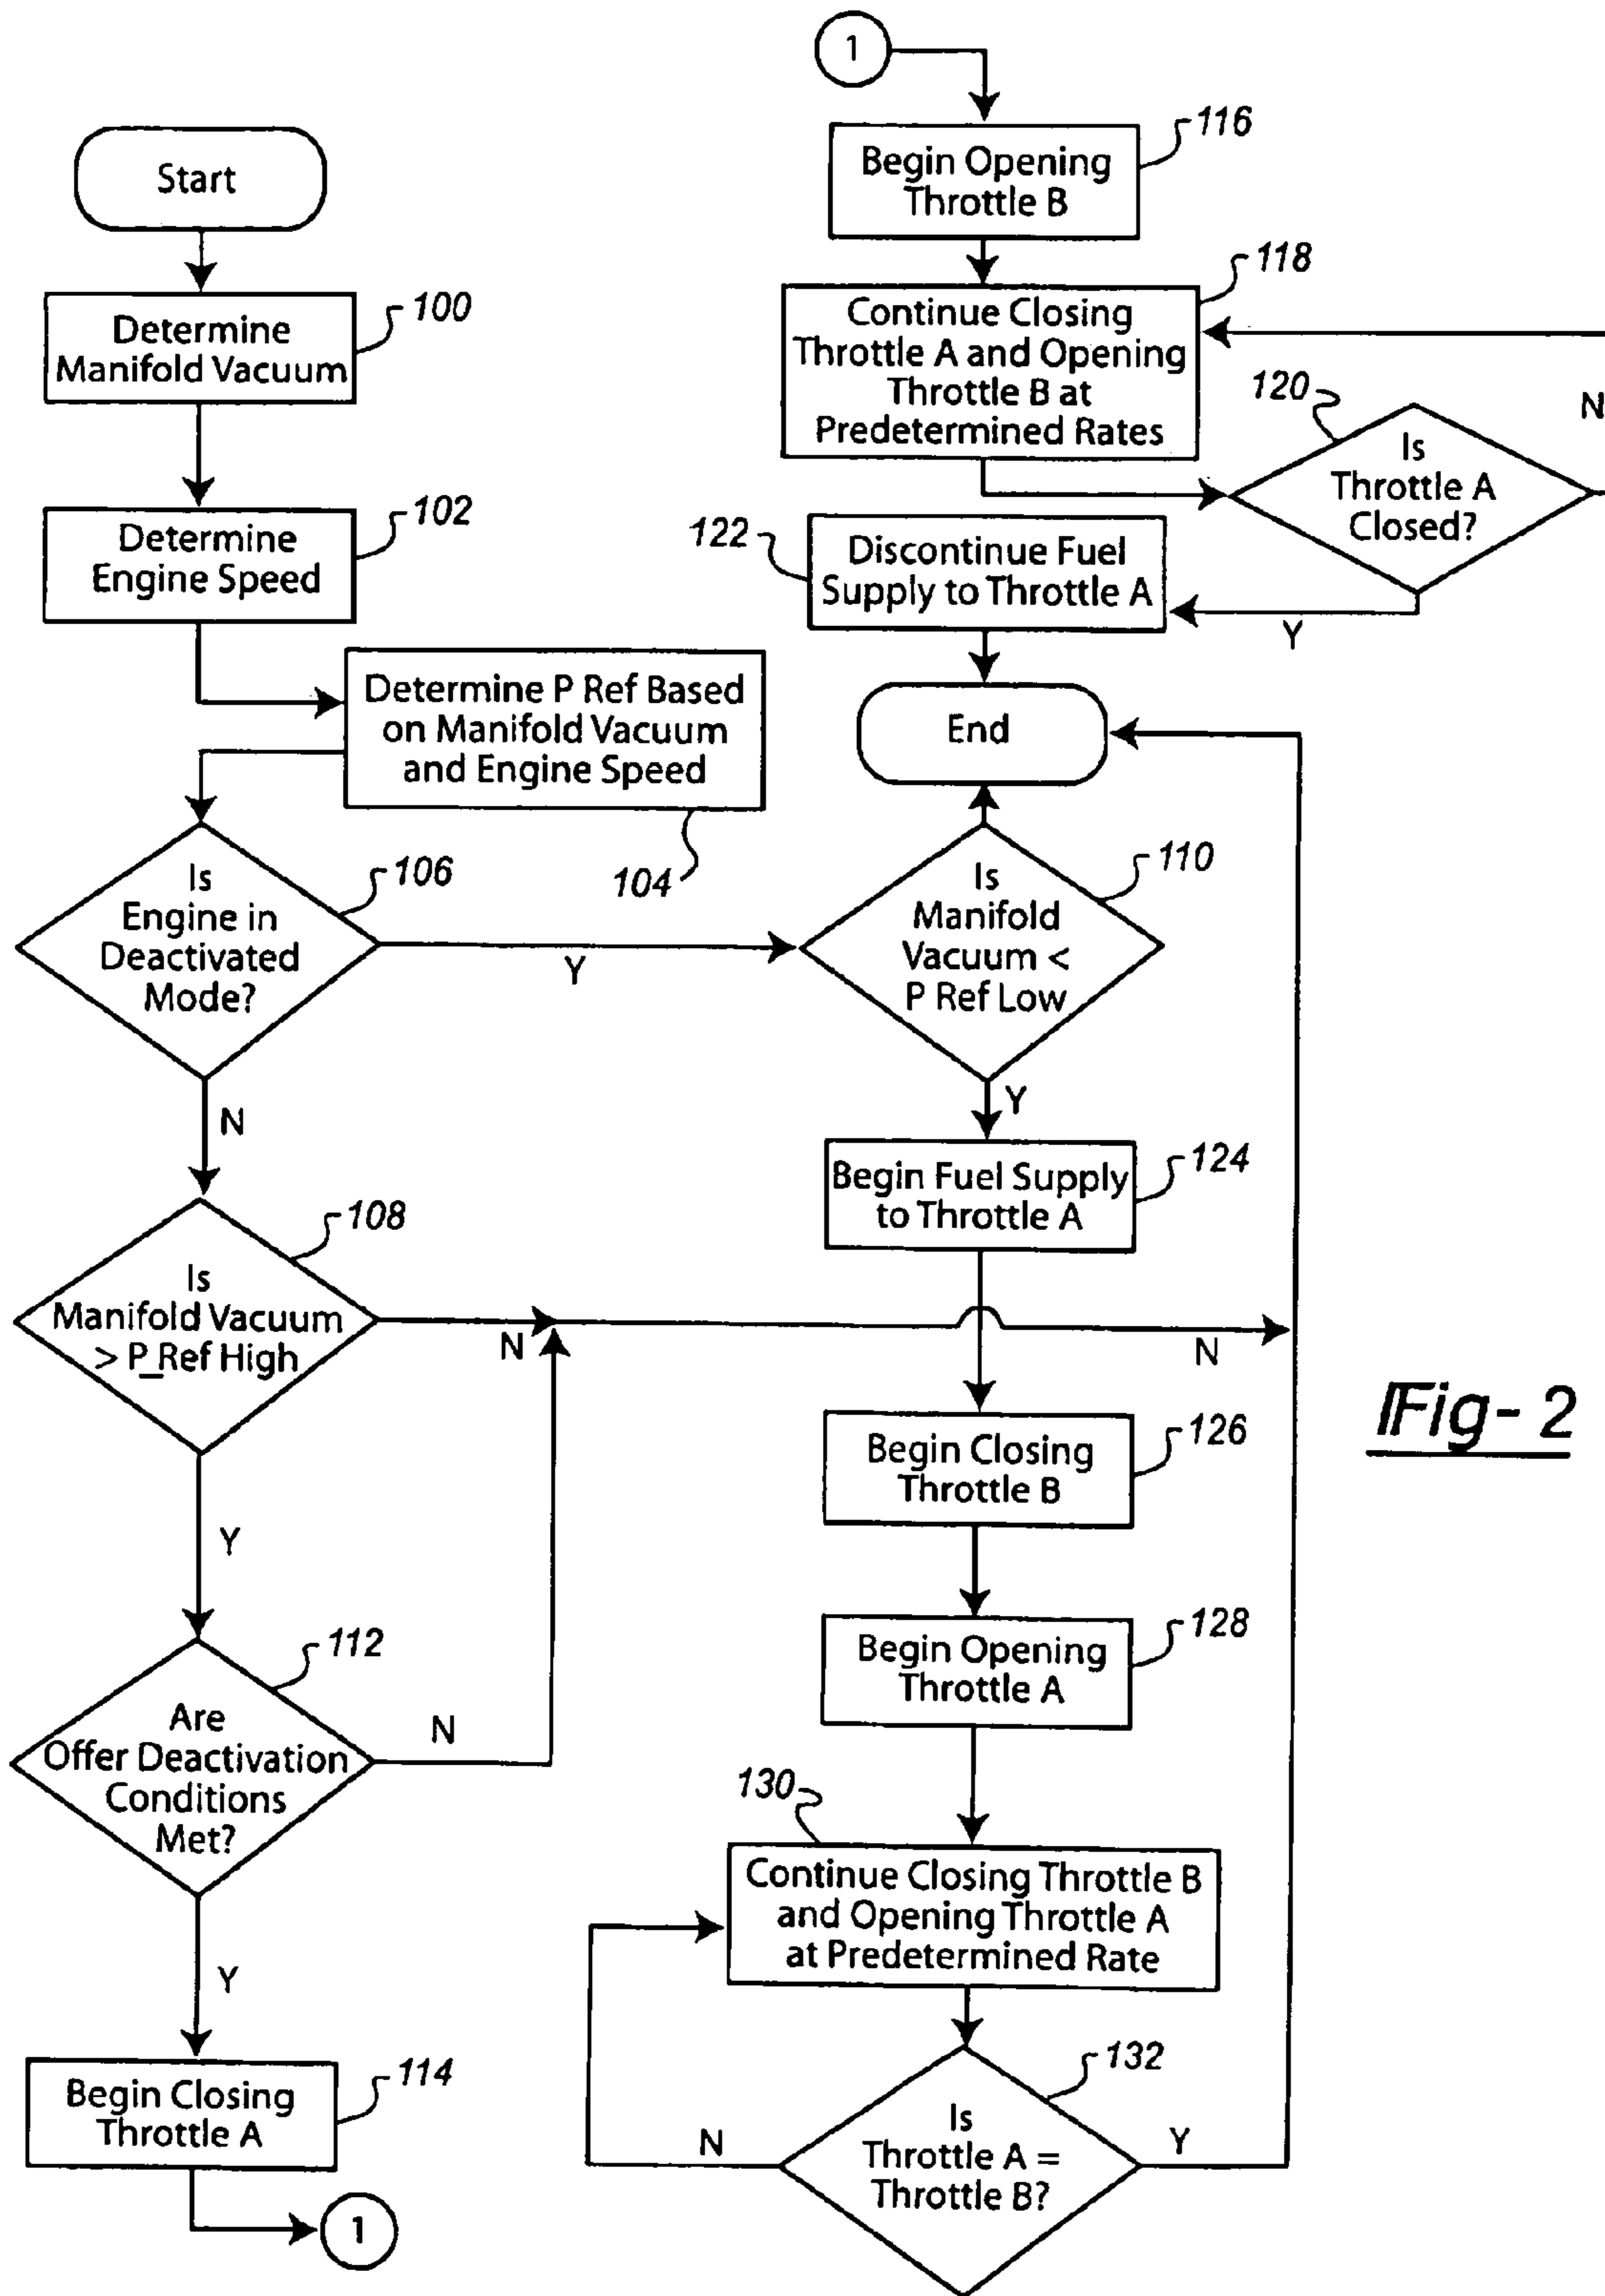 Start
Determine
Manifold Vacuum
100
Determine
Engine Speed
102
Determine P Ref Based
on Manifold Vacuum
and Engine Speed
104
Is
Engine in
Deactivated
Mode?
106
Y
N
Is
Manifold Vacuum
> P_Ref High
108
N
N
Y
Are
Offer Deactivation
Conditions
Met?
112
N
Y
Begin Closing
Throttle A
114
1
1
Begin Opening
Throttle B
116
Continue Closing
Throttle A and Opening
Throttle B at
Predetermined Rates
118
Is
Throttle A
Closed?
120
N
Y
Discontinue Fuel
Supply to Throttle A
122
End
Is
Manifold
Vacuum <
P Ref Low
110
Y
Begin Fuel Supply
to Throttle A
124
Begin Closing
Throttle B
126
Begin Opening
Throttle A
128
Continue Closing Throttle B
and Opening Throttle A
at Predetermined Rate
130
Is
Throttle A =
Throttle B?
132
N
Y
Fig- 2